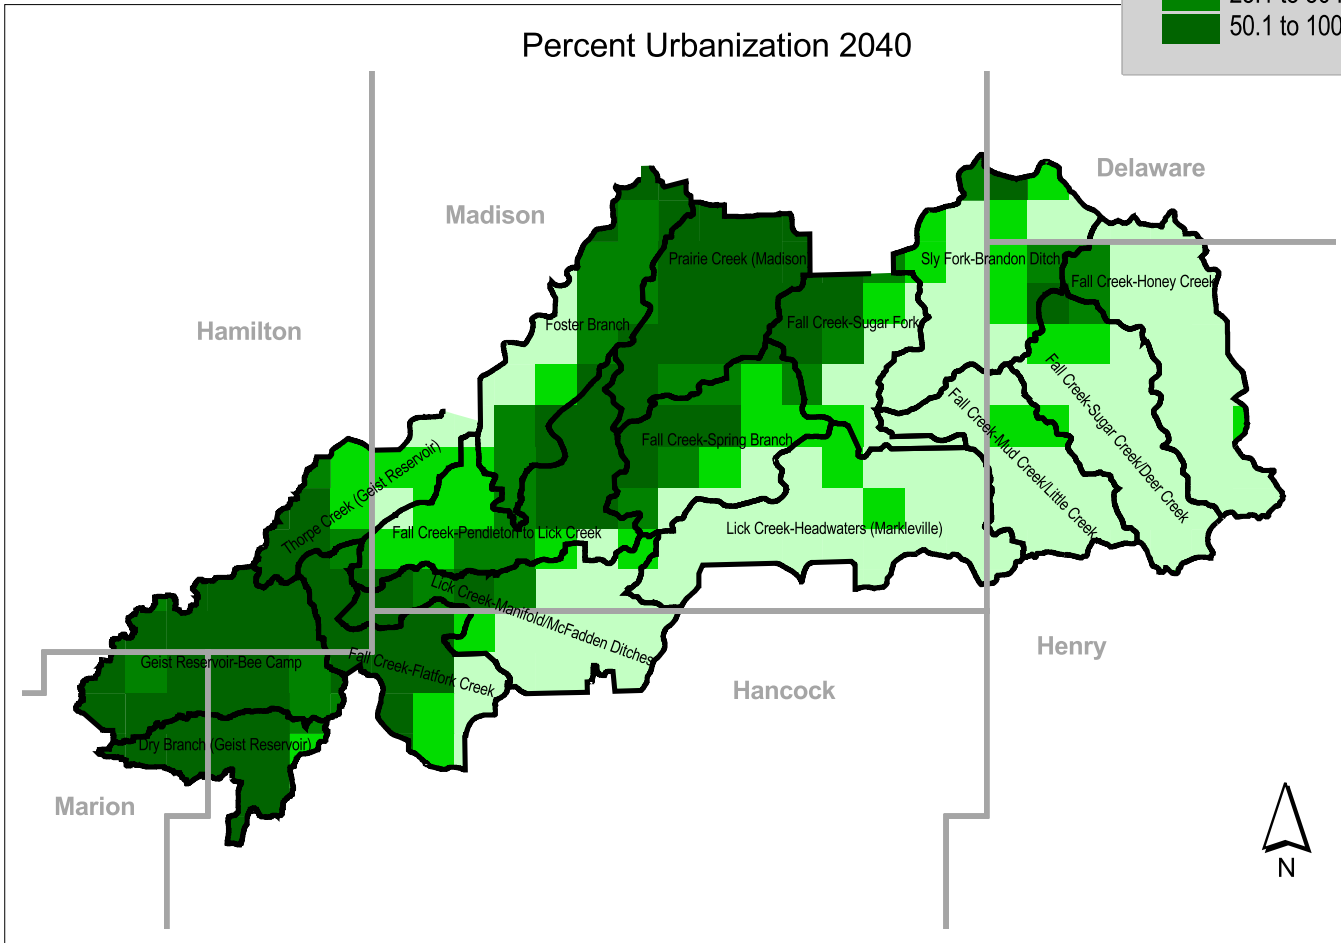 50.1 to 100
Percent Urbanization 2040
Delaware
Madison
Prairie Creek (Madison
Sly Fork-Brandon Ditch
Fall Creek-Honey Creek
Hamilton
Foster Branch
Fall Creek-Sugar Fork
Fall Creek-Sugar Creek/Deer Creek
Fall Creek-Mud Creek/Little Creek
Fall Creek-Spring Branch
Thorpe Creek (Geist Reservoir)
Fall Creek-Pendleton to Lick Creek
Lick Creek-Headwaters (Markleville)
Lick Creek-Manifold/McFadden Ditches
Henry
Geist Reservoir-Bee Camp
Fall Creek-Flatfork Creek
Hancock
Dry Branch (Geist Reservoir)
Marion
N